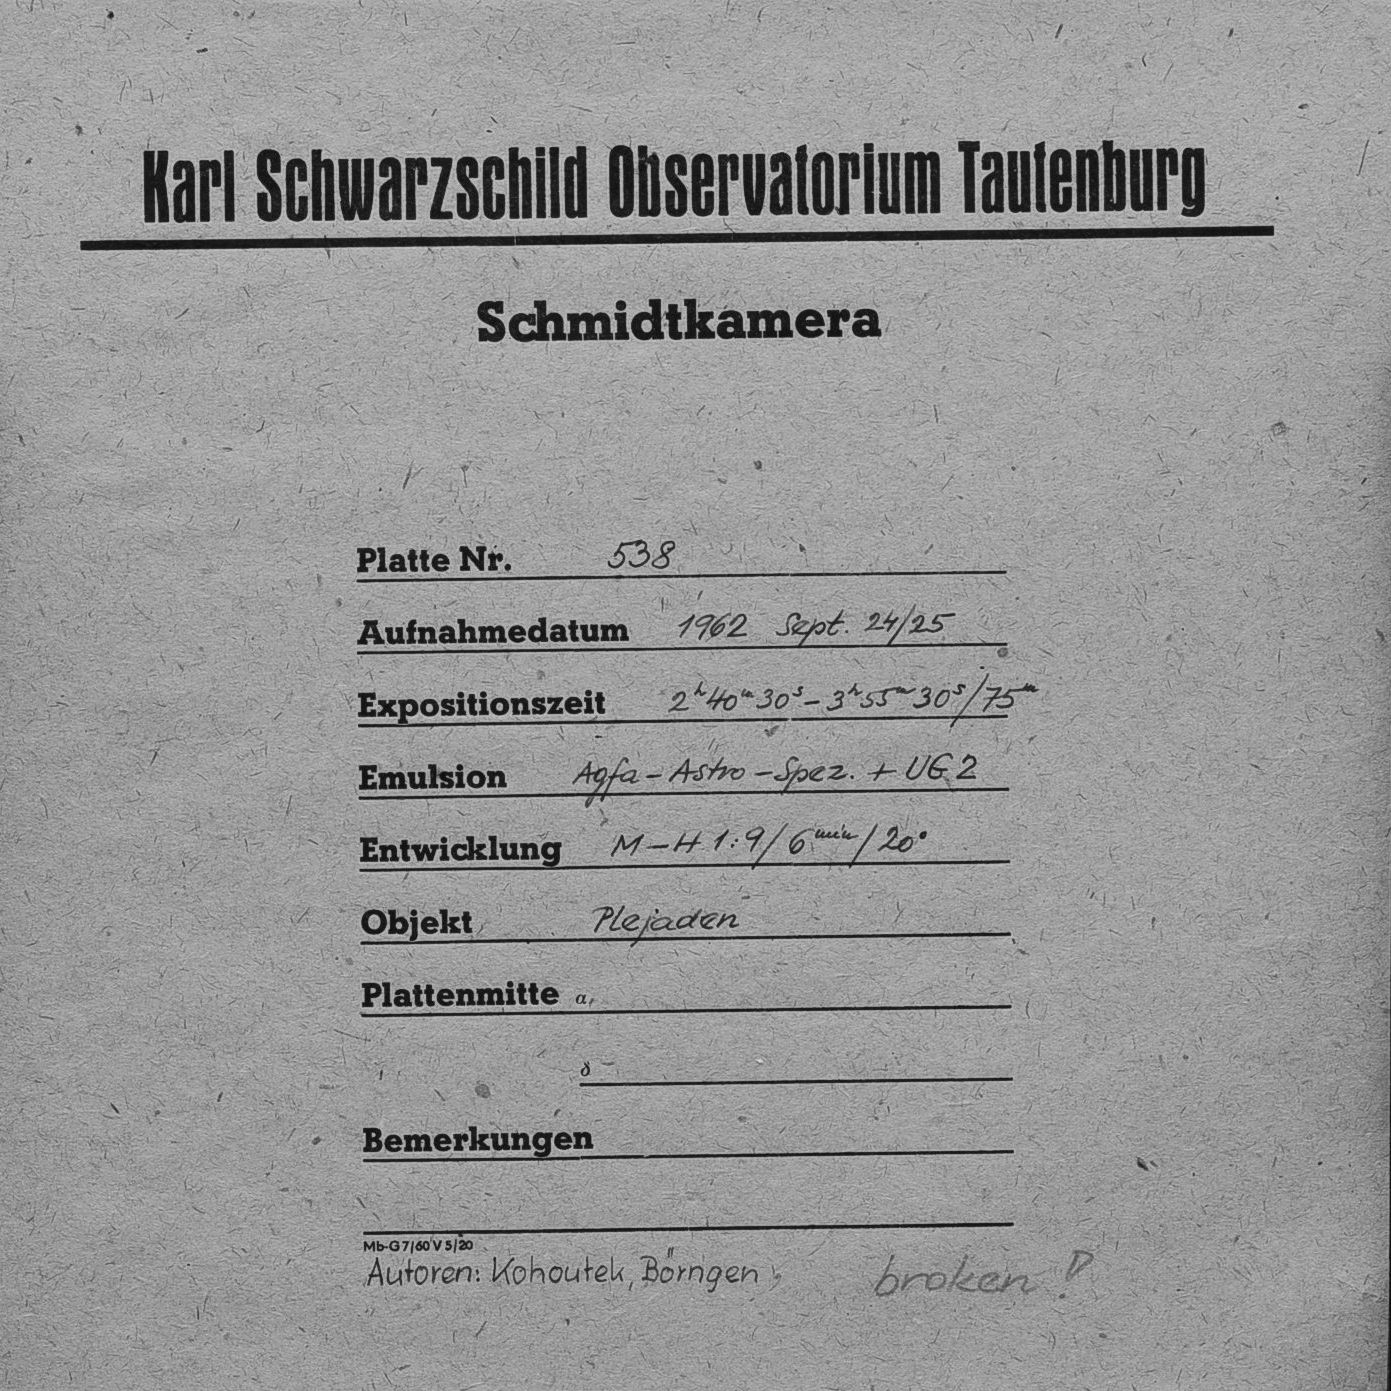 Karl Schwarzschild Observatorium Tautenburg
Schmidtkamera
Platte Nr. 538
Aufnahmedatum 1962 Sept. 24/25
Expositionszeit 2h40m30s – 3h55m30s/75m
Emulsion Agfa – Astro – Spez. + UG 2
Entwicklung M – H 1:9/6min/20°
Objekt Plejaden
Plattenmitte α
δ
Bemerkungen
Mb-G 7/60 V 5/20
Autoren: Kohoutek, Börngen broken !